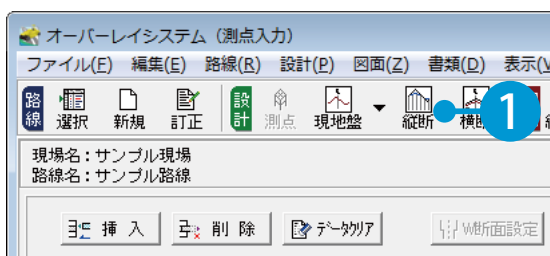 オーバーレイシステム（測点入力）
ファイル(F) 編集(E) 路線(R) 設計(P) 図面(Z) 書類(D) 表示(V
路線 選択 新規 訂正 設計 測点 現地盤 縦断 横断 1
現場名：サンプル現場
路線名：サンプル路線
挿 入 削 除 データクリア W断面設定